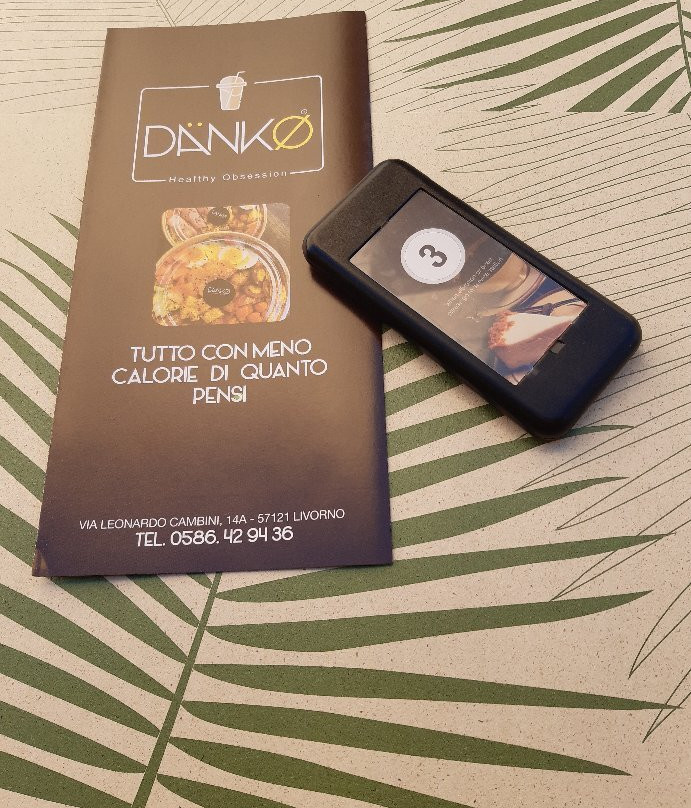 DÄNKØ
Healthy Obsession
DÄNKØ
TUTTO CON MENO
CALORIE DI QUANTO
PENSI
VIA LEONARDO CAMBINI, 14A - 57121 LIVORNO
TEL. 0586. 42 94 36
3